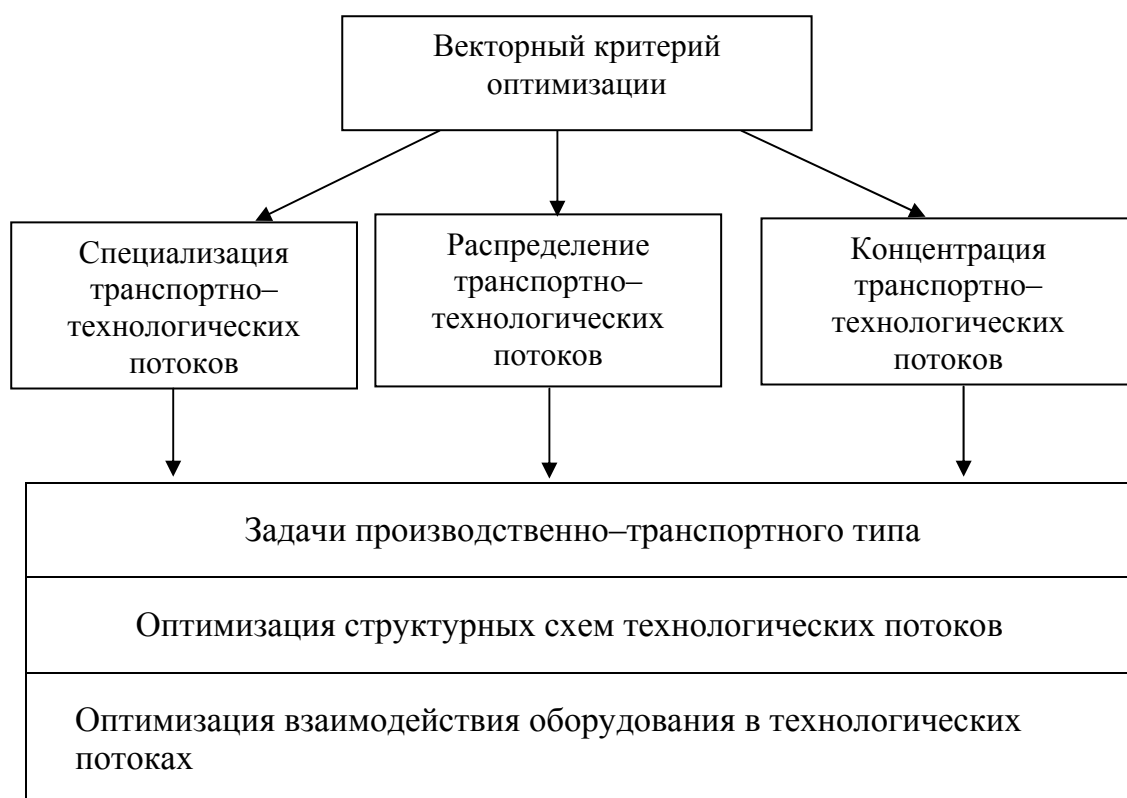 Векторный критерий
оптимизации
Специализация
транспортно–
технологических
потоков
Распределение
транспортно–
технологических
потоков
Концентрация
транспортно–
технологических
потоков
Задачи производственно–транспортного типа
Оптимизация структурных схем технологических потоков
Оптимизация взаимодействия оборудования в технологических
потоках